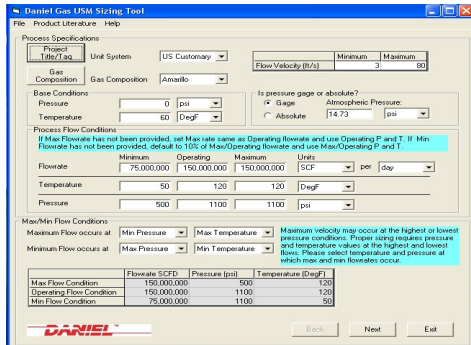 Daniel Gas USM Sizing Tool
File Product Literature Help
Process Specifications
Project Title/Tag
Unit System US Customary
Minimum Maximum
Flow Velocity (ft/s) 3 80
Gas Composition
Gas Composition Amarillo
Base Conditions
Pressure 0 psi
Temperature 60 DegF
Is pressure gage or absolute?
Gage
Absolute
Atmospheric Pressure:
14.73 psi
Process Flow Conditions
If Max Flowrate has not been provided, set Max rate same as Operating flowrate and use Operating P and T. If Min
Flowrate has not been provided, default to 10% of Max/Operating flowrate and use Max/Operating P and T.
Minimum Operating Maximum Units
Flowrate 75,000,000 150,000,000 150,000,000 SCF per day
Temperature 50 120 120 DegF
Pressure 500 1100 1100 psi
Max/Min Flow Conditions
Maximum Flow occurs at Min Pressure Max Temperature
Minimum Flow occurs at Max Pressure Min Temperature
Maximum velocity may occur at the highest or lowest
pressure conditions. Proper sizing requires pressure
and temperature values at the highest and lowest
flows. Please select temperature and pressure at
which max and min flowrates occur.
Flowrate SCFD Pressure (psi) Temperature (DegF)
Max Flow Condition 150,000,000 500 120
Operating Flow Condition 150,000,000 1100 120
Min Flow Condition 75,000,000 1100 50
DANIEL
Back Next Exit